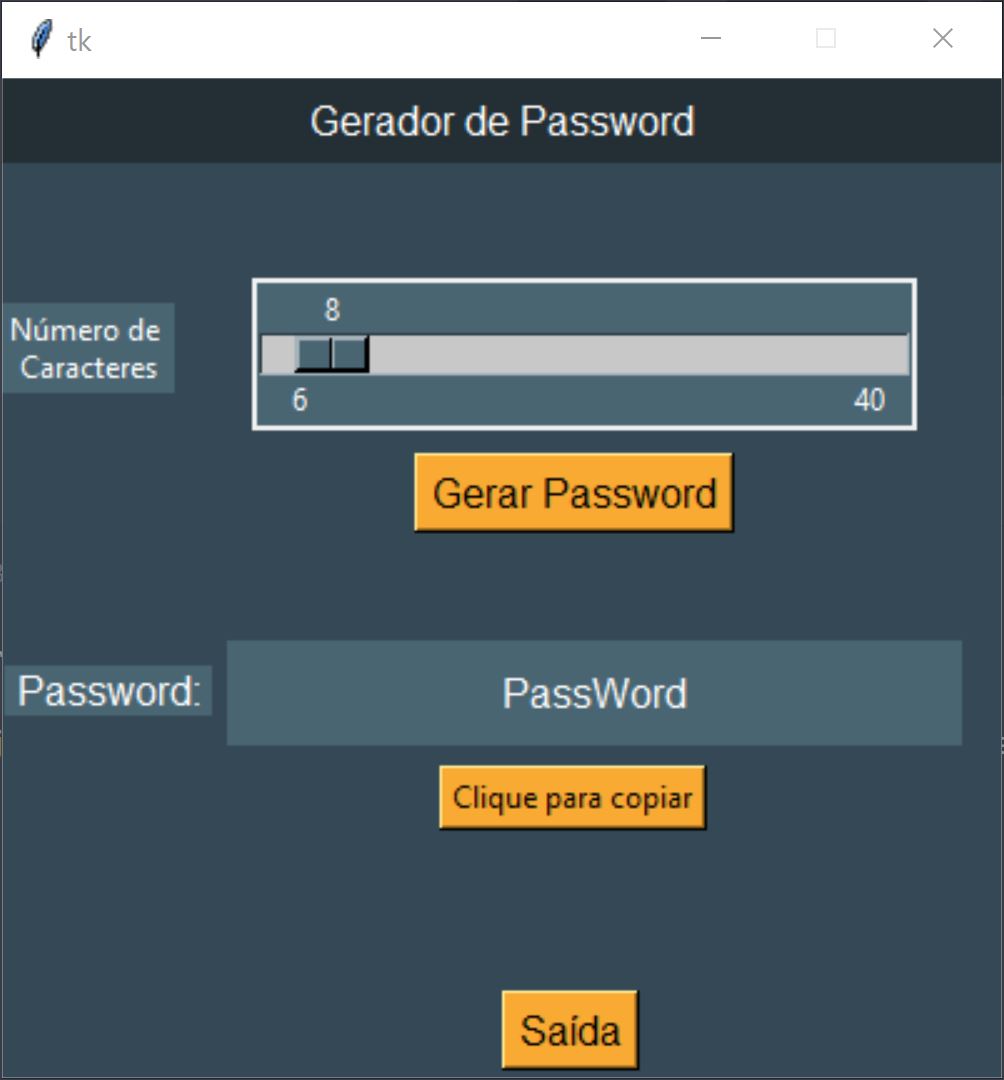 tk
Gerador de Password
8
Número de
Caracteres
6 40
Gerar Password
Password:
PassWord
Clique para copiar
Saída